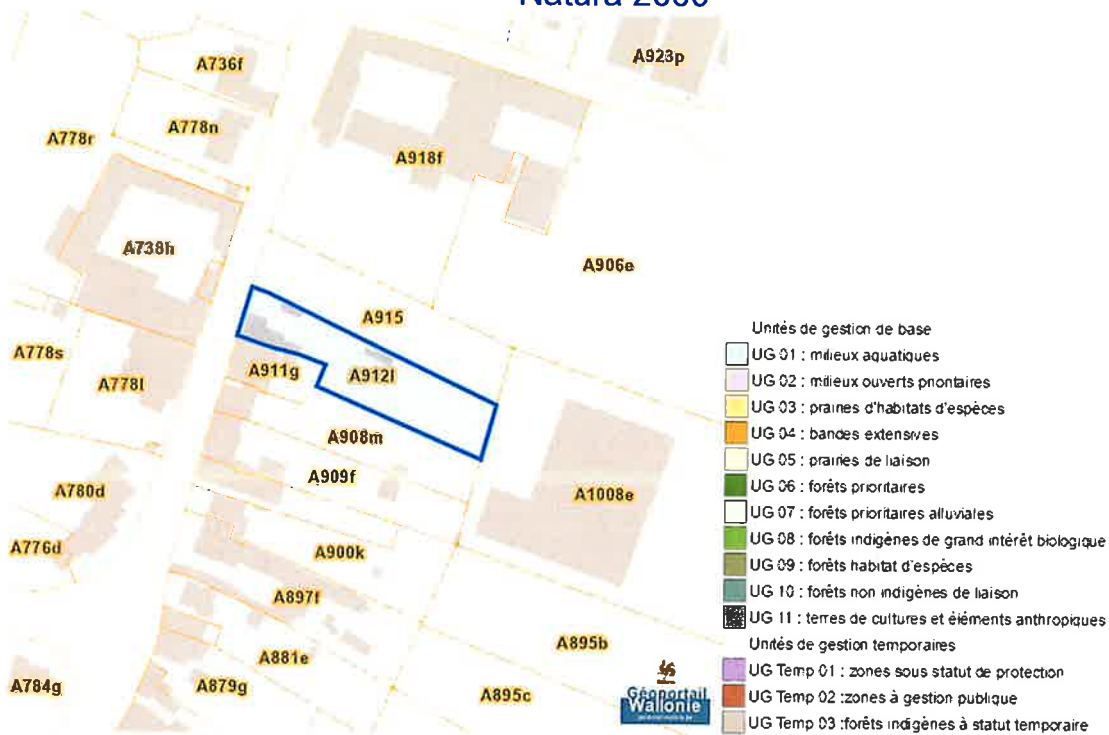 Natura 2000
A923p
A736f
A778n
A778r
A918f
A738h
A906e
A915
A778s
A911g
A912l
A778l
A908m
A909f
A780d
A1008e
A776d
A900k
A897f
A895b
A881e
A784g
A879g
A895c
Géoportail
Wallonie
Unités de gestion de base
UG 01 : milieux aquatiques
UG 02 : milieux ouverts prioritaires
UG 03 : prairies d'habitats d'espèces
UG 04 : bandes extensives
UG 05 : prairies de liaison
UG 06 : forêts prioritaires
UG 07 : forêts prioritaires alluviales
UG 08 : forêts indigènes de grand intérêt biologique
UG 09 : forêts habitat d'espèces
UG 10 : forêts non indigènes de liaison
UG 11 : terres de cultures et éléments anthropiques
Unités de gestion temporaires
UG Temp 01 : zones sous statut de protection
UG Temp 02 :zones à gestion publique
UG Temp 03 :forêts indigènes à statut temporaire